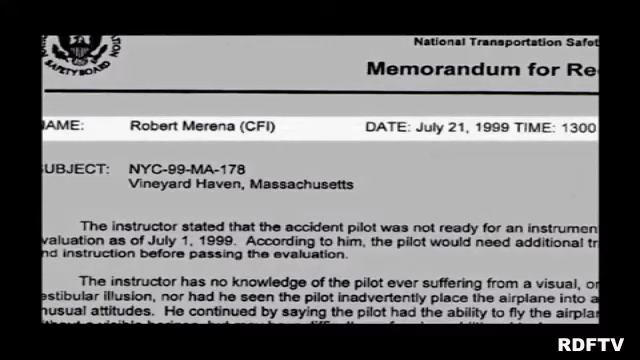 SAFETY BOARD
National Transportation Safet
Memorandum for Re
AME: Robert Merena (CFI) DATE: July 21, 1999 TIME: 1300
UBJECT: NYC-99-MA-178
Vineyard Haven, Massachusetts
The instructor stated that the accident pilot was not ready for an instrumen
valuation as of July 1, 1999. According to him, the pilot would need additional tr
nd instruction before passing the evaluation.
The instructor has no knowledge of the pilot ever suffering from a visual, or
estibular illusion, nor had he seen the pilot inadvertently place the airplane into a
nusual attitudes. He continued by saying the pilot had the ability to fly the airplan
RDFTV